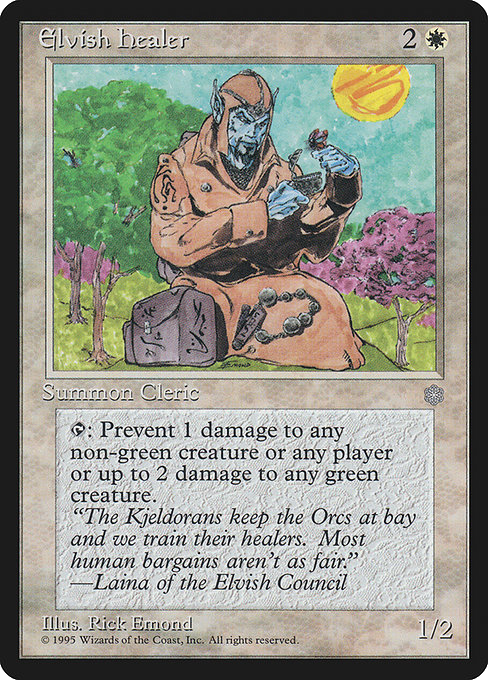 Elvish Healer 2
Summon Cleric
: Prevent 1 damage to any
non-green creature or any player
or up to 2 damage to any green
creature.
“The Kjeldorans keep the Orcs at bay
and we train their healers. Most
human bargains aren’t as fair.”
—Laina of the Elvish Council
Illus. Rick Emond
© 1995 Wizards of the Coast, Inc. All rights reserved.
1/2